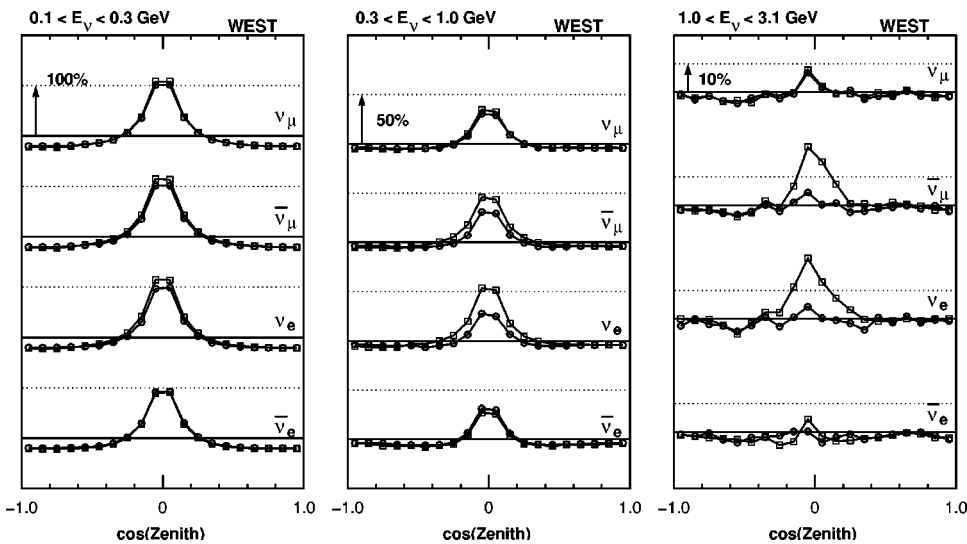 0.1 < Eν < 0.3 GeV WEST
100%
νμ
ν̅μ
νe
ν̅e
−1.0 0 1.0
cos(Zenith)
0.3 < Eν < 1.0 GeV WEST
50%
νμ
ν̅μ
νe
ν̅e
−1.0 0 1.0
cos(Zenith)
1.0 < Eν < 3.1 GeV WEST
10%
νμ
ν̅μ
νe
ν̅e
−1.0 0 1.0
cos(Zenith)